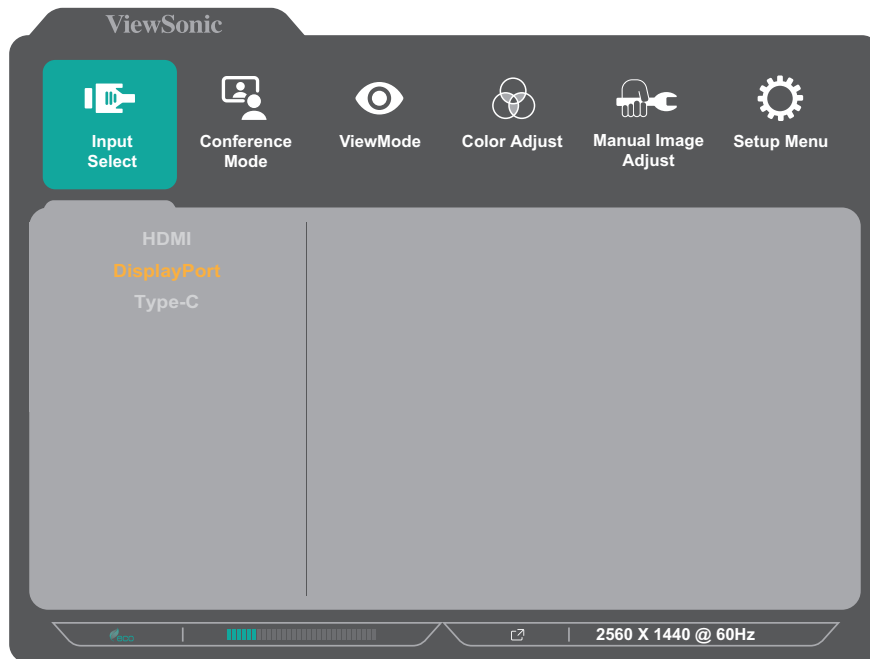 ViewSonic
Input
Select
Conference
Mode
ViewMode
Color Adjust
Manual Image
Adjust
Setup Menu
HDMI
DisplayPort
Type-C
eco
2560 X 1440 @ 60Hz